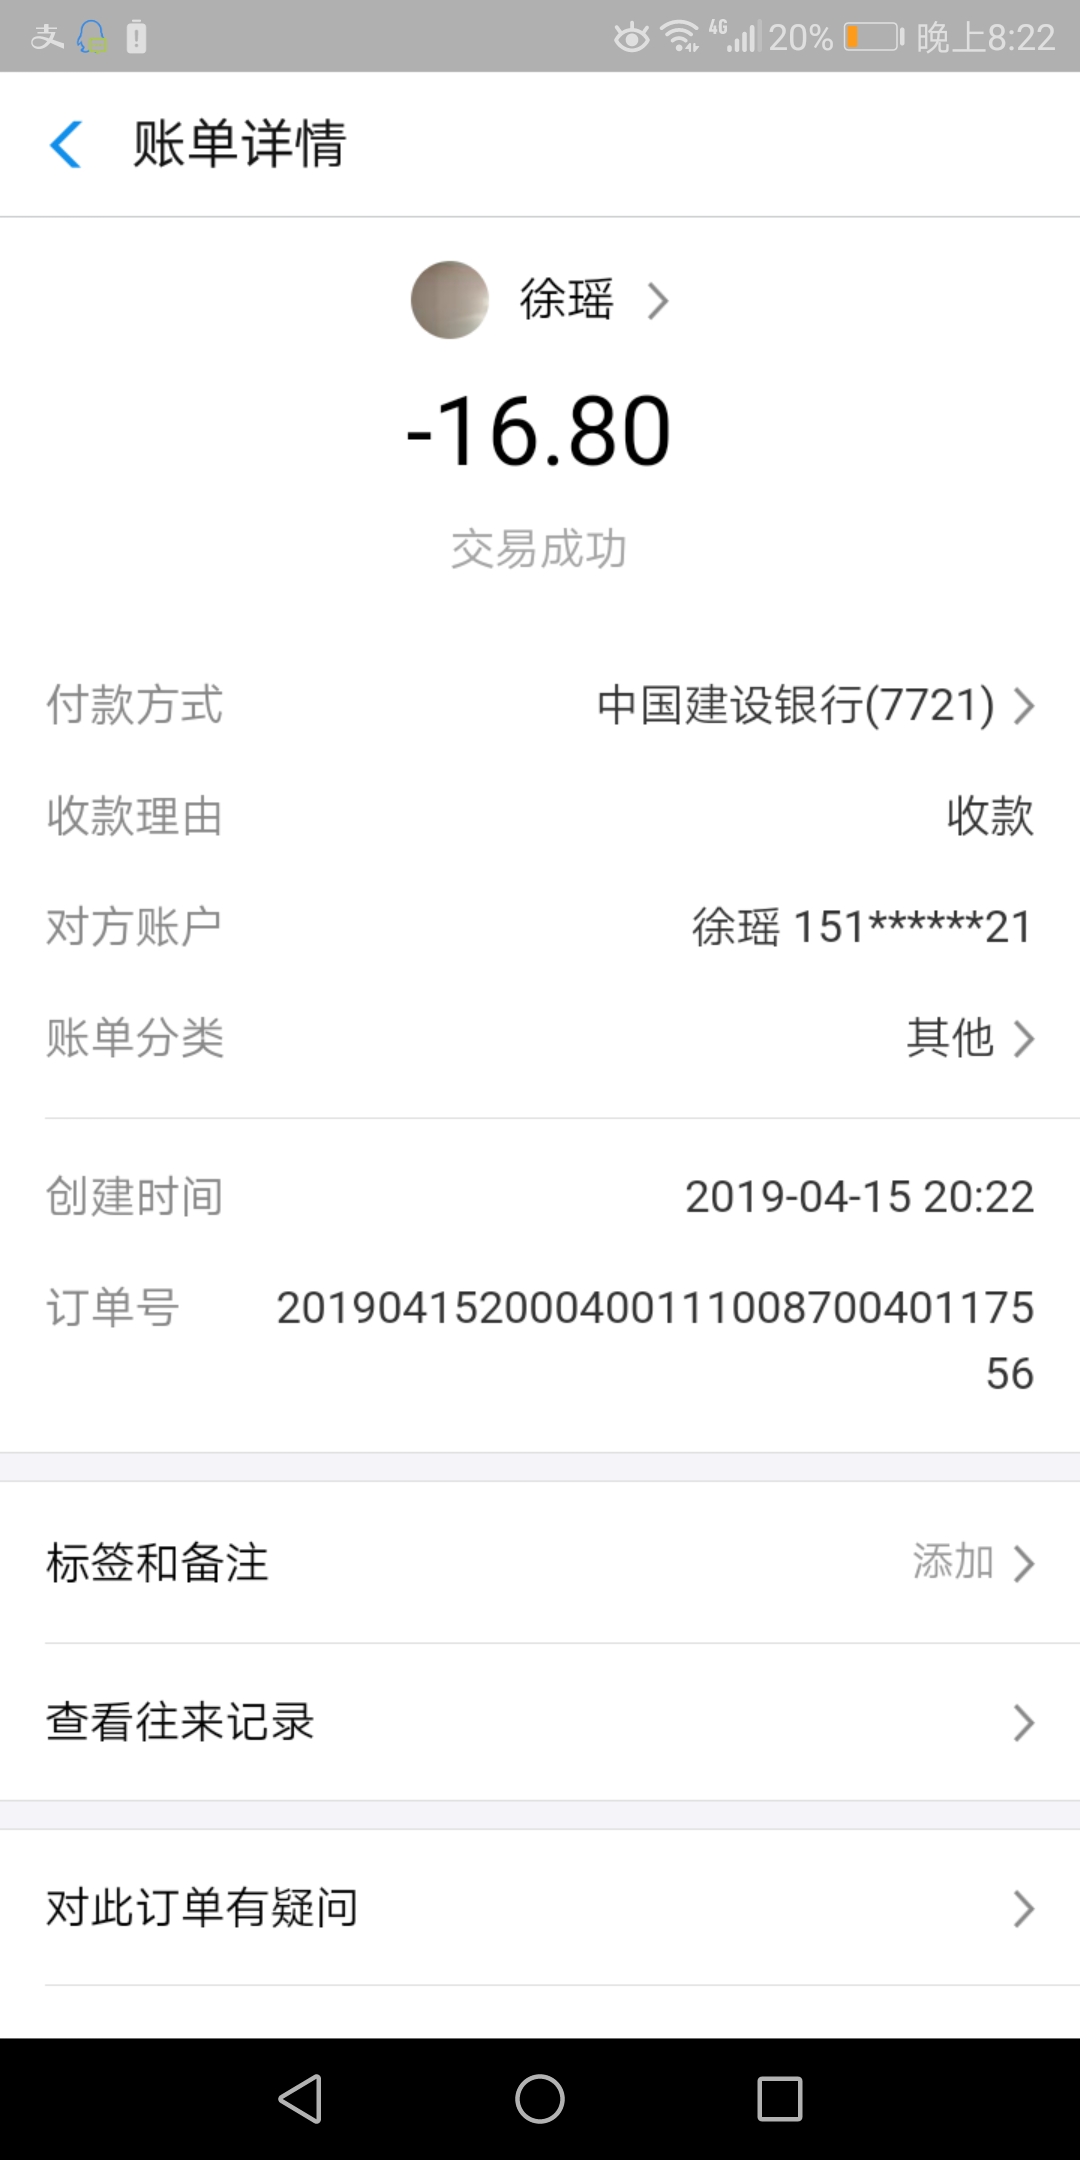 支 4G 20% 晚上8:22
账单详情
徐瑶
-16.80
交易成功
付款方式 中国建设银行(7721)
收款理由 收款
对方账户 徐瑶 151******21
账单分类 其他
创建时间 2019-04-15 20:22
订单号 201904152000400111008700401175
56
标签和备注 添加
查看往来记录
对此订单有疑问